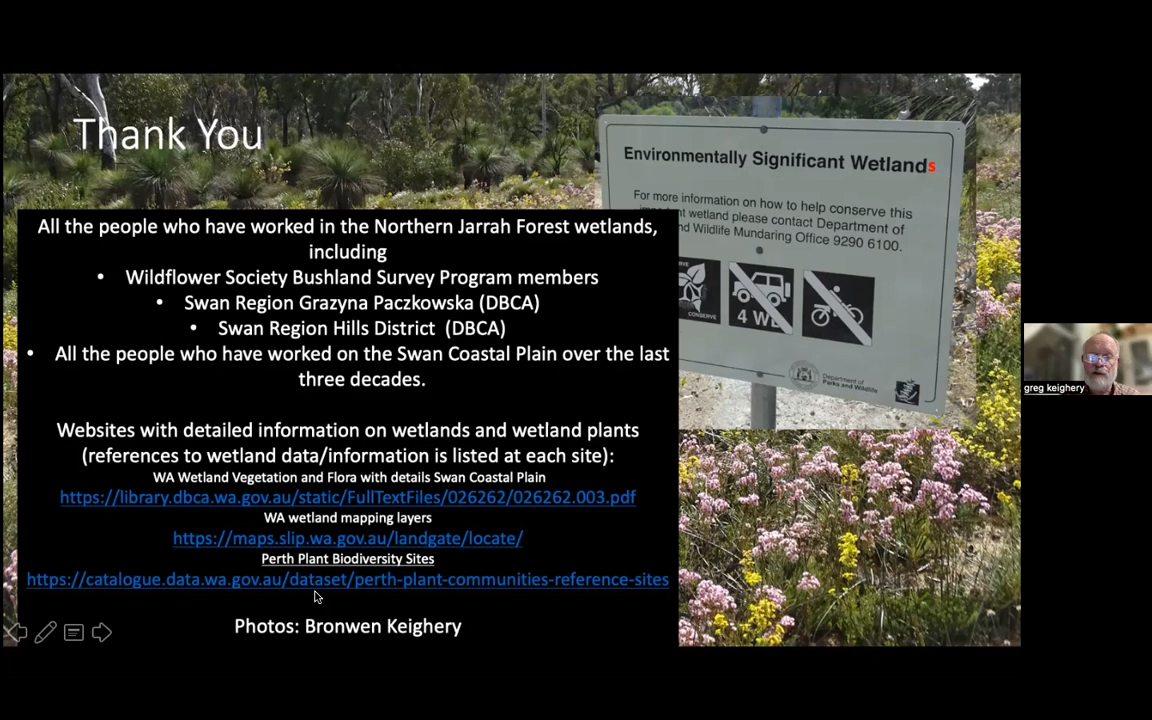 Thank You
All the people who have worked in the Northern Jarrah Forest wetlands,
including
• Wildflower Society Bushland Survey Program members
• Swan Region Grazyna Paczkowska (DBCA)
• Swan Region Hills District (DBCA)
• All the people who have worked on the Swan Coastal Plain over the last
three decades.
Websites with detailed information on wetlands and wetland plants
(references to wetland data/information is listed at each site):
WA Wetland Vegetation and Flora with details Swan Coastal Plain
https://library.dbca.wa.gov.au/static/FullTextFiles/026262/026262.003.pdf
WA wetland mapping layers
https://maps.slip.wa.gov.au/landgate/locate/
Perth Plant Biodiversity Sites
https://catalogue.data.wa.gov.au/dataset/perth-plant-communities-reference-sites
Photos: Bronwen Keighery
Environmentally Significant Wetlands
For more information on how to help conserve this
wetland please contact Department of
Wildlife Mundaring Office 9290 6100.
CONSERVE
4 WD
Department of
Parks and Wildlife
greg keighery